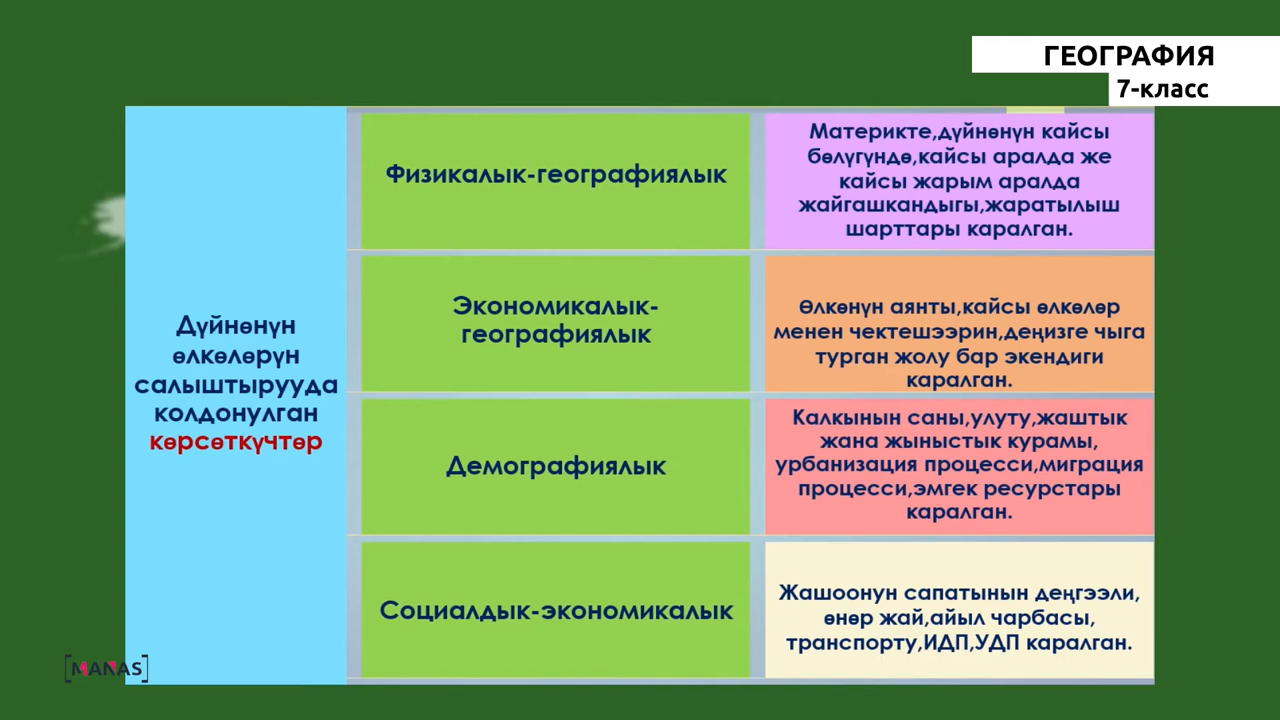 ГЕОГРАФИЯ
7-класс
Дүйнөнүн
өлкөлөрүн
салыштырууда
колдонулган
көрсөткүчтөр
Физикалык-географиялык
Материкте,дүйнөнүн кайсы
бөлүгүндө,кайсы аралда же
кайсы жарым аралда
жайгашкандыгы,жаратылыш
шарттары каралган.
Экономикалык-
географиялык
Өлкөнүн аянты,кайсы өлкөлөр
менен чектешээрин,деңизге чыга
турган жолу бар экендиги
каралган.
Демографиялык
Калкынын саны,улуту,жаштык
жана жыныстык курамы,
урбанизация процесси,миграция
процесси,эмгек ресурстары
каралган.
Социалдык-экономикалык
Жашоонун сапатынын деңгээли,
өнөр жай,айыл чарбасы,
транспорту,ИДП,УДП каралган.
[MANAS]